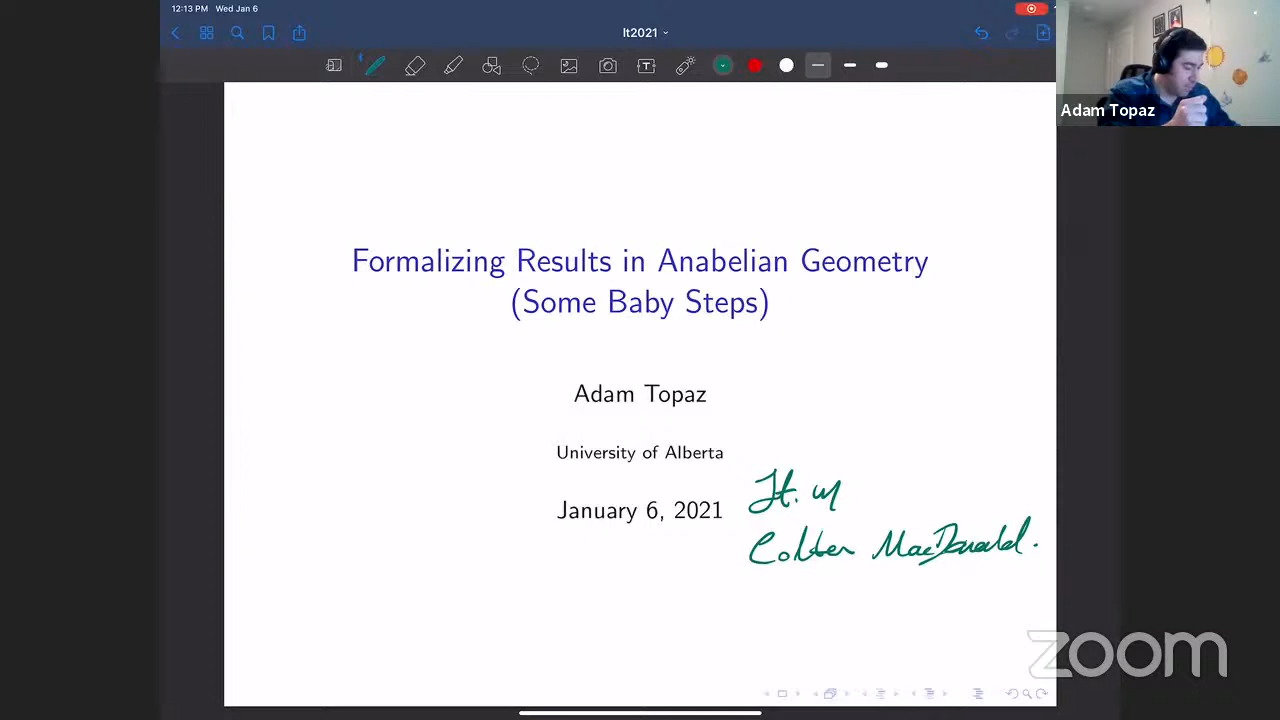 12:13 PM Wed Jan 6
lt2021
Adam Topaz
Formalizing Results in Anabelian Geometry
(Some Baby Steps)
Adam Topaz
University of Alberta
January 6, 2021
Jt. w/
Colter MacDonald.
zoom